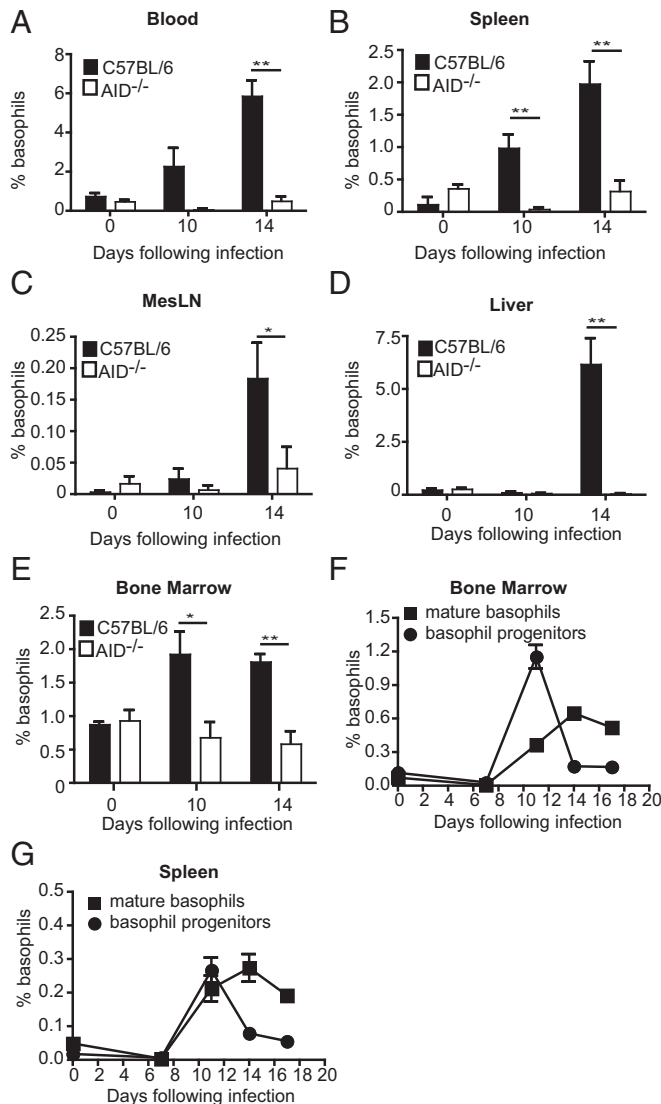 A
Blood
C57BL/6
AID-/-
**
% basophils
8
6
4
2
0
0 10 14
Days following infection
B
Spleen
C57BL/6
AID-/-
**
**
% basophils
2.5
2.0
1.5
1.0
0.5
0
0 10 14
Days following infection
C
MesLN
C57BL/6
AID-/-
*
% basophils
0.25
0.20
0.15
0.10
0.05
0
0 10 14
Days following infection
D
Liver
C57BL/6
AID-/-
**
% basophils
7.5
5.0
2.5
0
0 10 14
Days following infection
E
Bone Marrow
C57BL/6
AID-/-
*
**
% basophils
2.5
2.0
1.5
1.0
0.5
0
0 10 14
Days following infection
F
Bone Marrow
mature basophils
basophil progenitors
% basophils
1.5
1.2
0.9
0.6
0.3
0.0
0 2 4 6 8 10 12 14 16 18 20
Days following infection
G
Spleen
mature basophils
basophil progenitors
% basophils
0.5
0.4
0.3
0.2
0.1
0.0
0 2 4 6 8 10 12 14 16 18 20
Days following infection